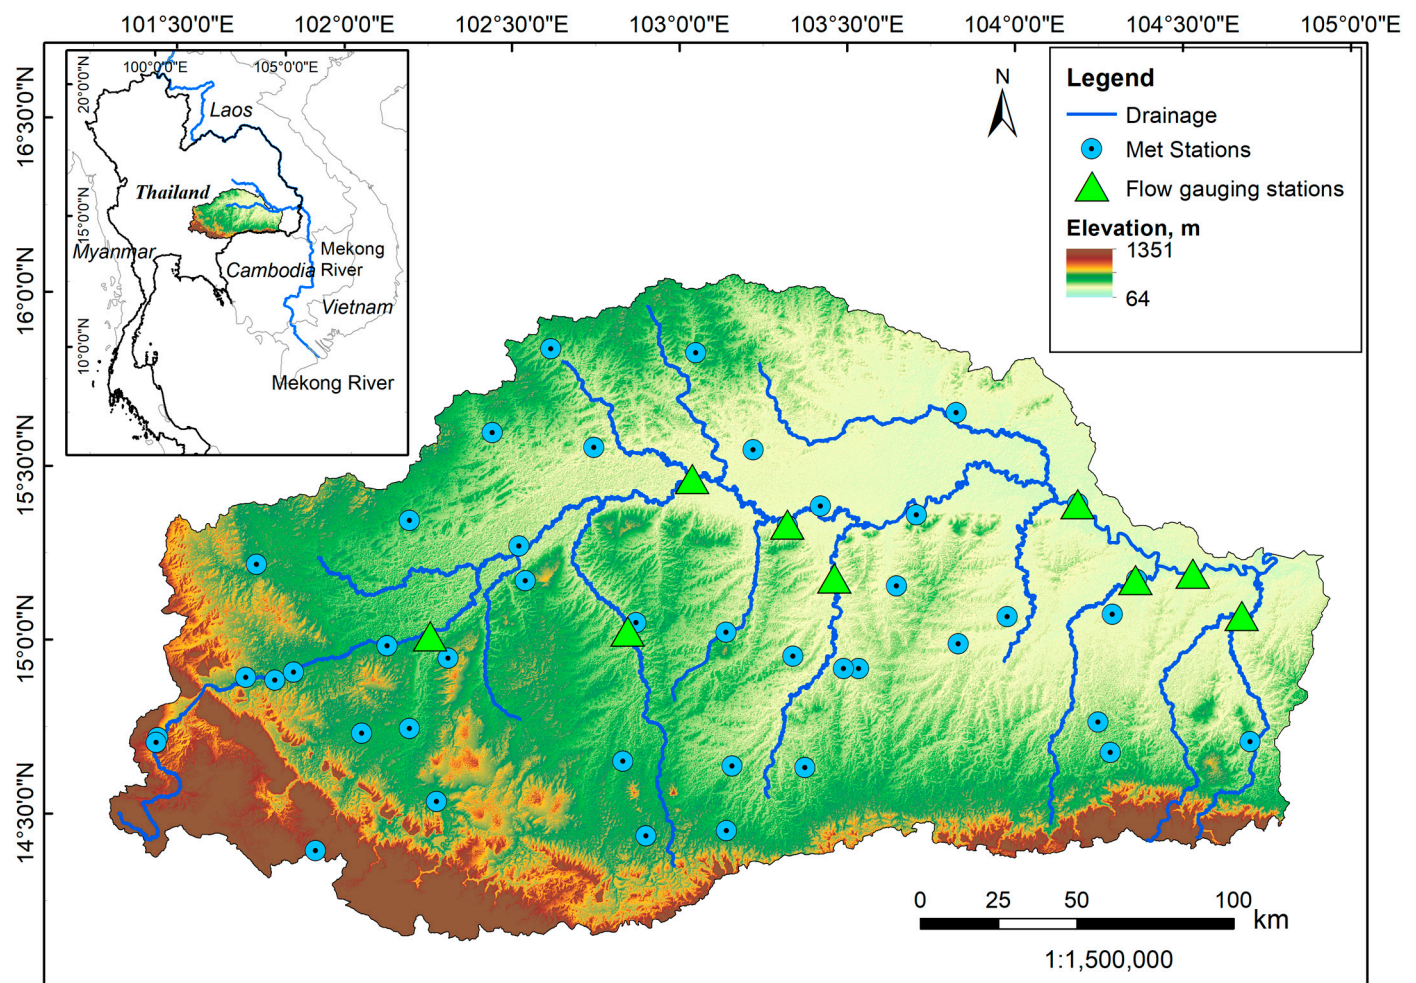 101°30'0"E 102°0'0"E 102°30'0"E 103°0'0"E 103°30'0"E 104°0'0"E 104°30'0"E 105°0'0"E
100°0'0"E 105°0'0"E
20°0'0"N
15°0'0"N
10°0'0"N
Laos
Thailand
Myanmar
Cambodia
Mekong
River
Vietnam
Mekong River
N
Legend
Drainage
Met Stations
Flow gauging stations
Elevation, m
1351
64
16°30'0"N
16°0'0"N
15°30'0"N
15°0'0"N
14°30'0"N
0 25 50 100
km
1:1,500,000